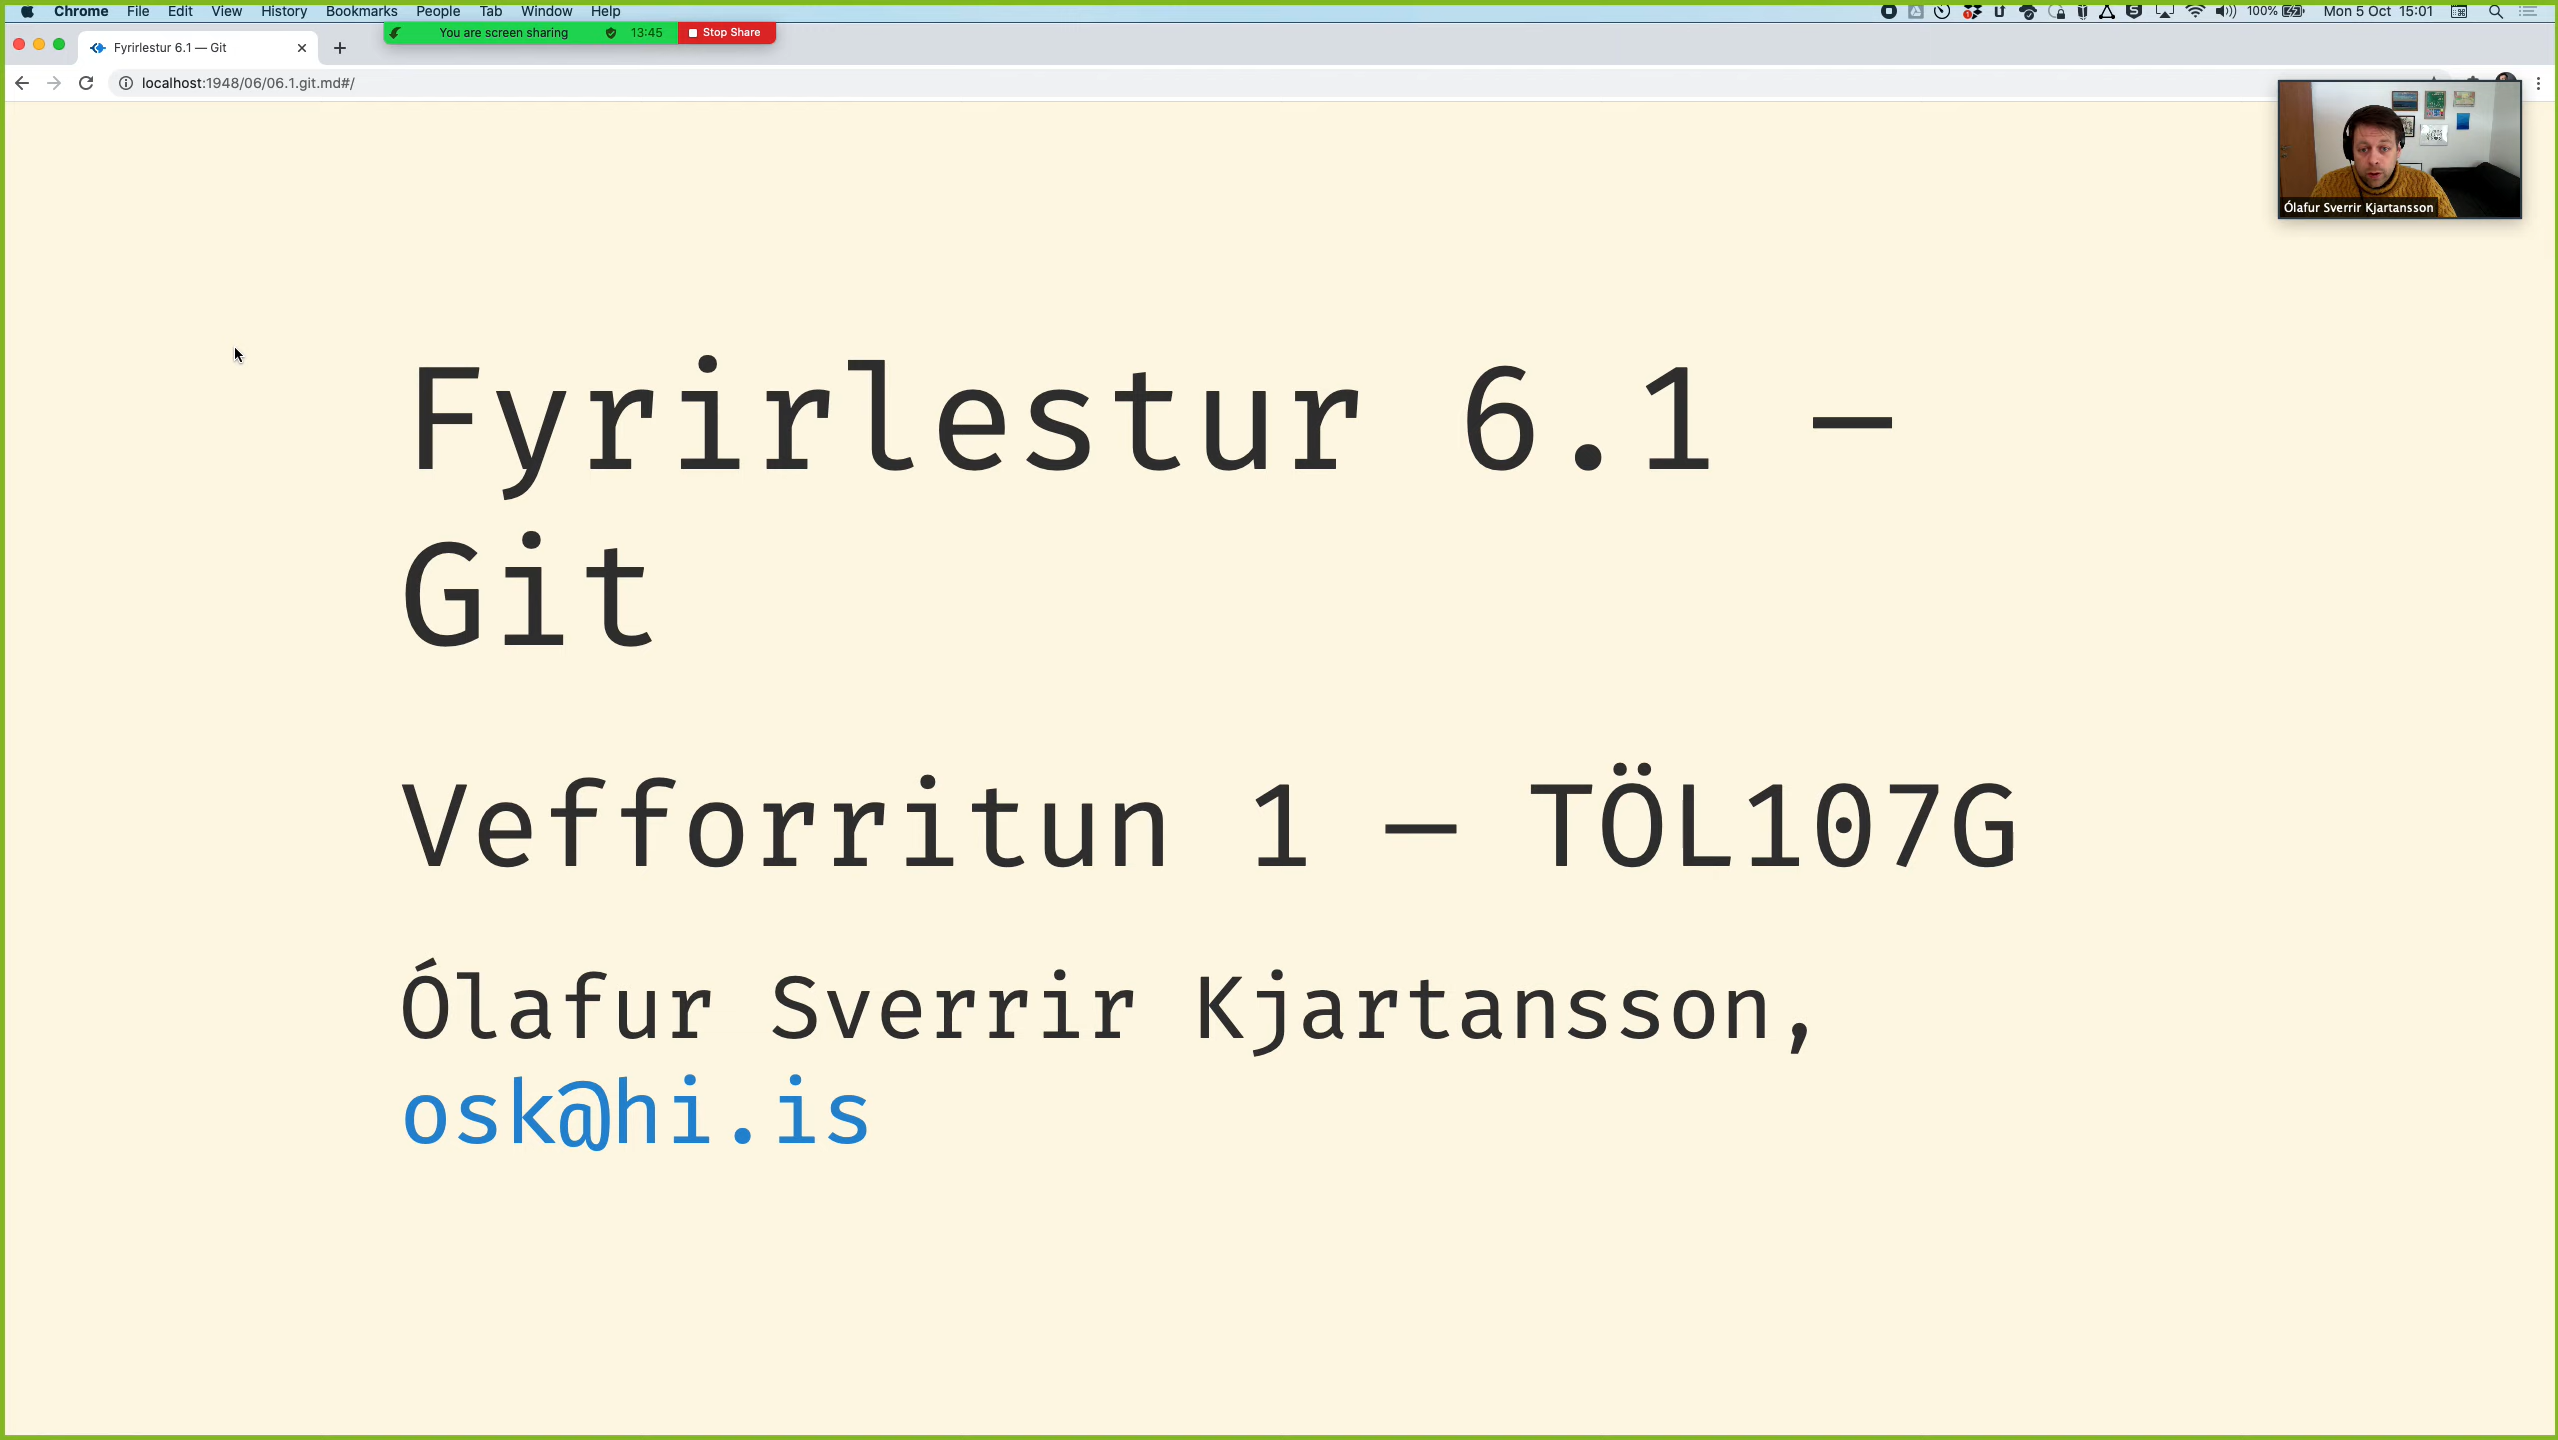 Chrome File Edit View History Bookmarks People Tab Window Help 100% Mon 5 Oct 15:01
You are screen sharing 13:45 Stop Share
Fyrirlestur 6.1 — Git
localhost:1948/06/06.1.git.md#/
Ólafur Sverrir Kjartansson
Fyrirlestur 6.1 —
Git
Vefforritun 1 — TÖL107G
Ólafur Sverrir Kjartansson,
osk@hi.is